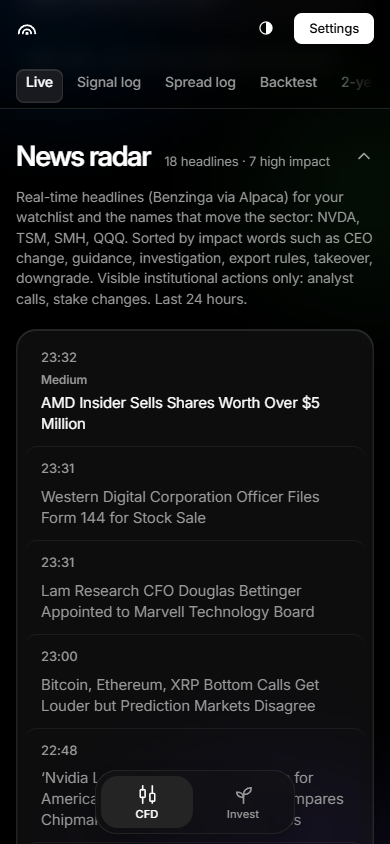 Settings
Live Signal log Spread log Backtest 2-ye
News radar 18 headlines · 7 high impact
Real-time headlines (Benzinga via Alpaca) for your
watchlist and the names that move the sector: NVDA,
TSM, SMH, QQQ. Sorted by impact words such as CEO
change, guidance, investigation, export rules, takeover,
downgrade. Visible institutional actions only: analyst
calls, stake changes. Last 24 hours.
23:32
Medium
AMD Insider Sells Shares Worth Over $5
Million
23:31
Western Digital Corporation Officer Files
Form 144 for Stock Sale
23:31
Lam Research CFO Douglas Bettinger
Appointed to Marvell Technology Board
23:00
Bitcoin, Ethereum, XRP Bottom Calls Get
Louder but Prediction Markets Disagree
22:48
‘Nvidia L for
America mpares
Chipma s
CFD Invest